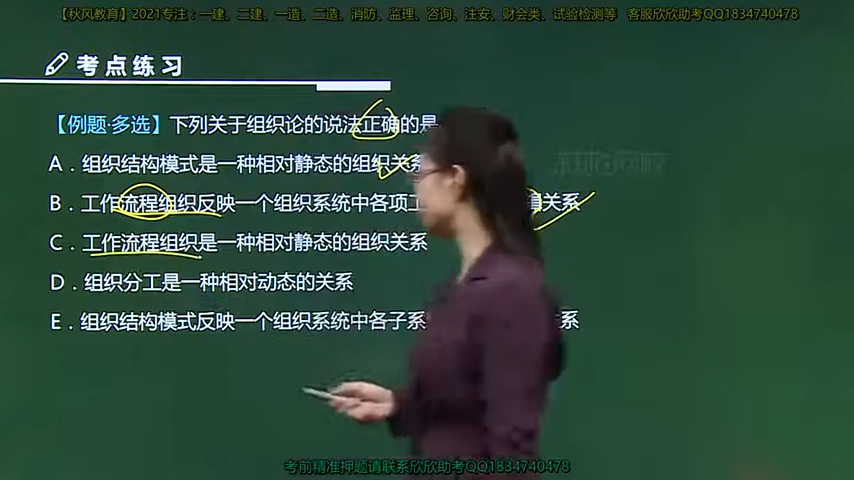 【秋风教育】2021专注：一建、二建、一造、二造、消防、监理、咨询、注安、财会类、试验检测等 客服欣欣助考QQ1834740478
考点练习
【例题·多选】下列关于组织论的说法正确的是
A．组织结构模式是一种相对静态的组织关系
B．工作流程组织反映一个组织系统中各项工 关系
C．工作流程组织是一种相对静态的组织关系
D．组织分工是一种相对动态的关系
E．组织结构模式反映一个组织系统中各子系 系
考前精准押题请联系欣欣助考QQ1834740478